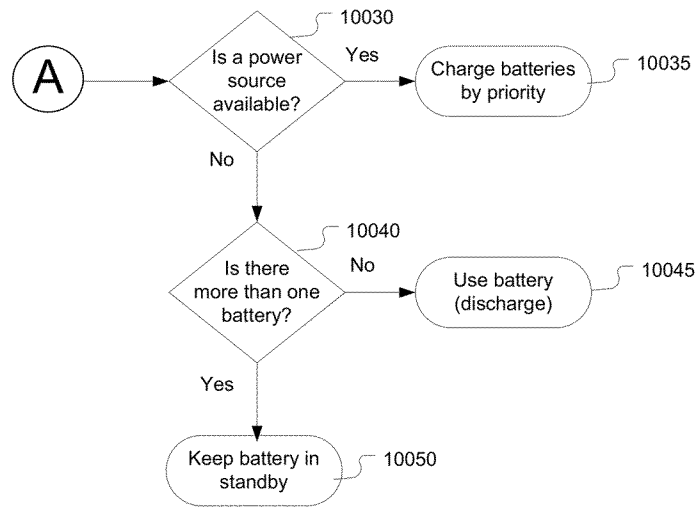 10030
A
Is a power
source
available?
Yes
Charge batteries
by priority
10035
No
10040
Is there
more than one
battery?
No
Use battery
(discharge)
10045
Yes
Keep battery in
standby
10050